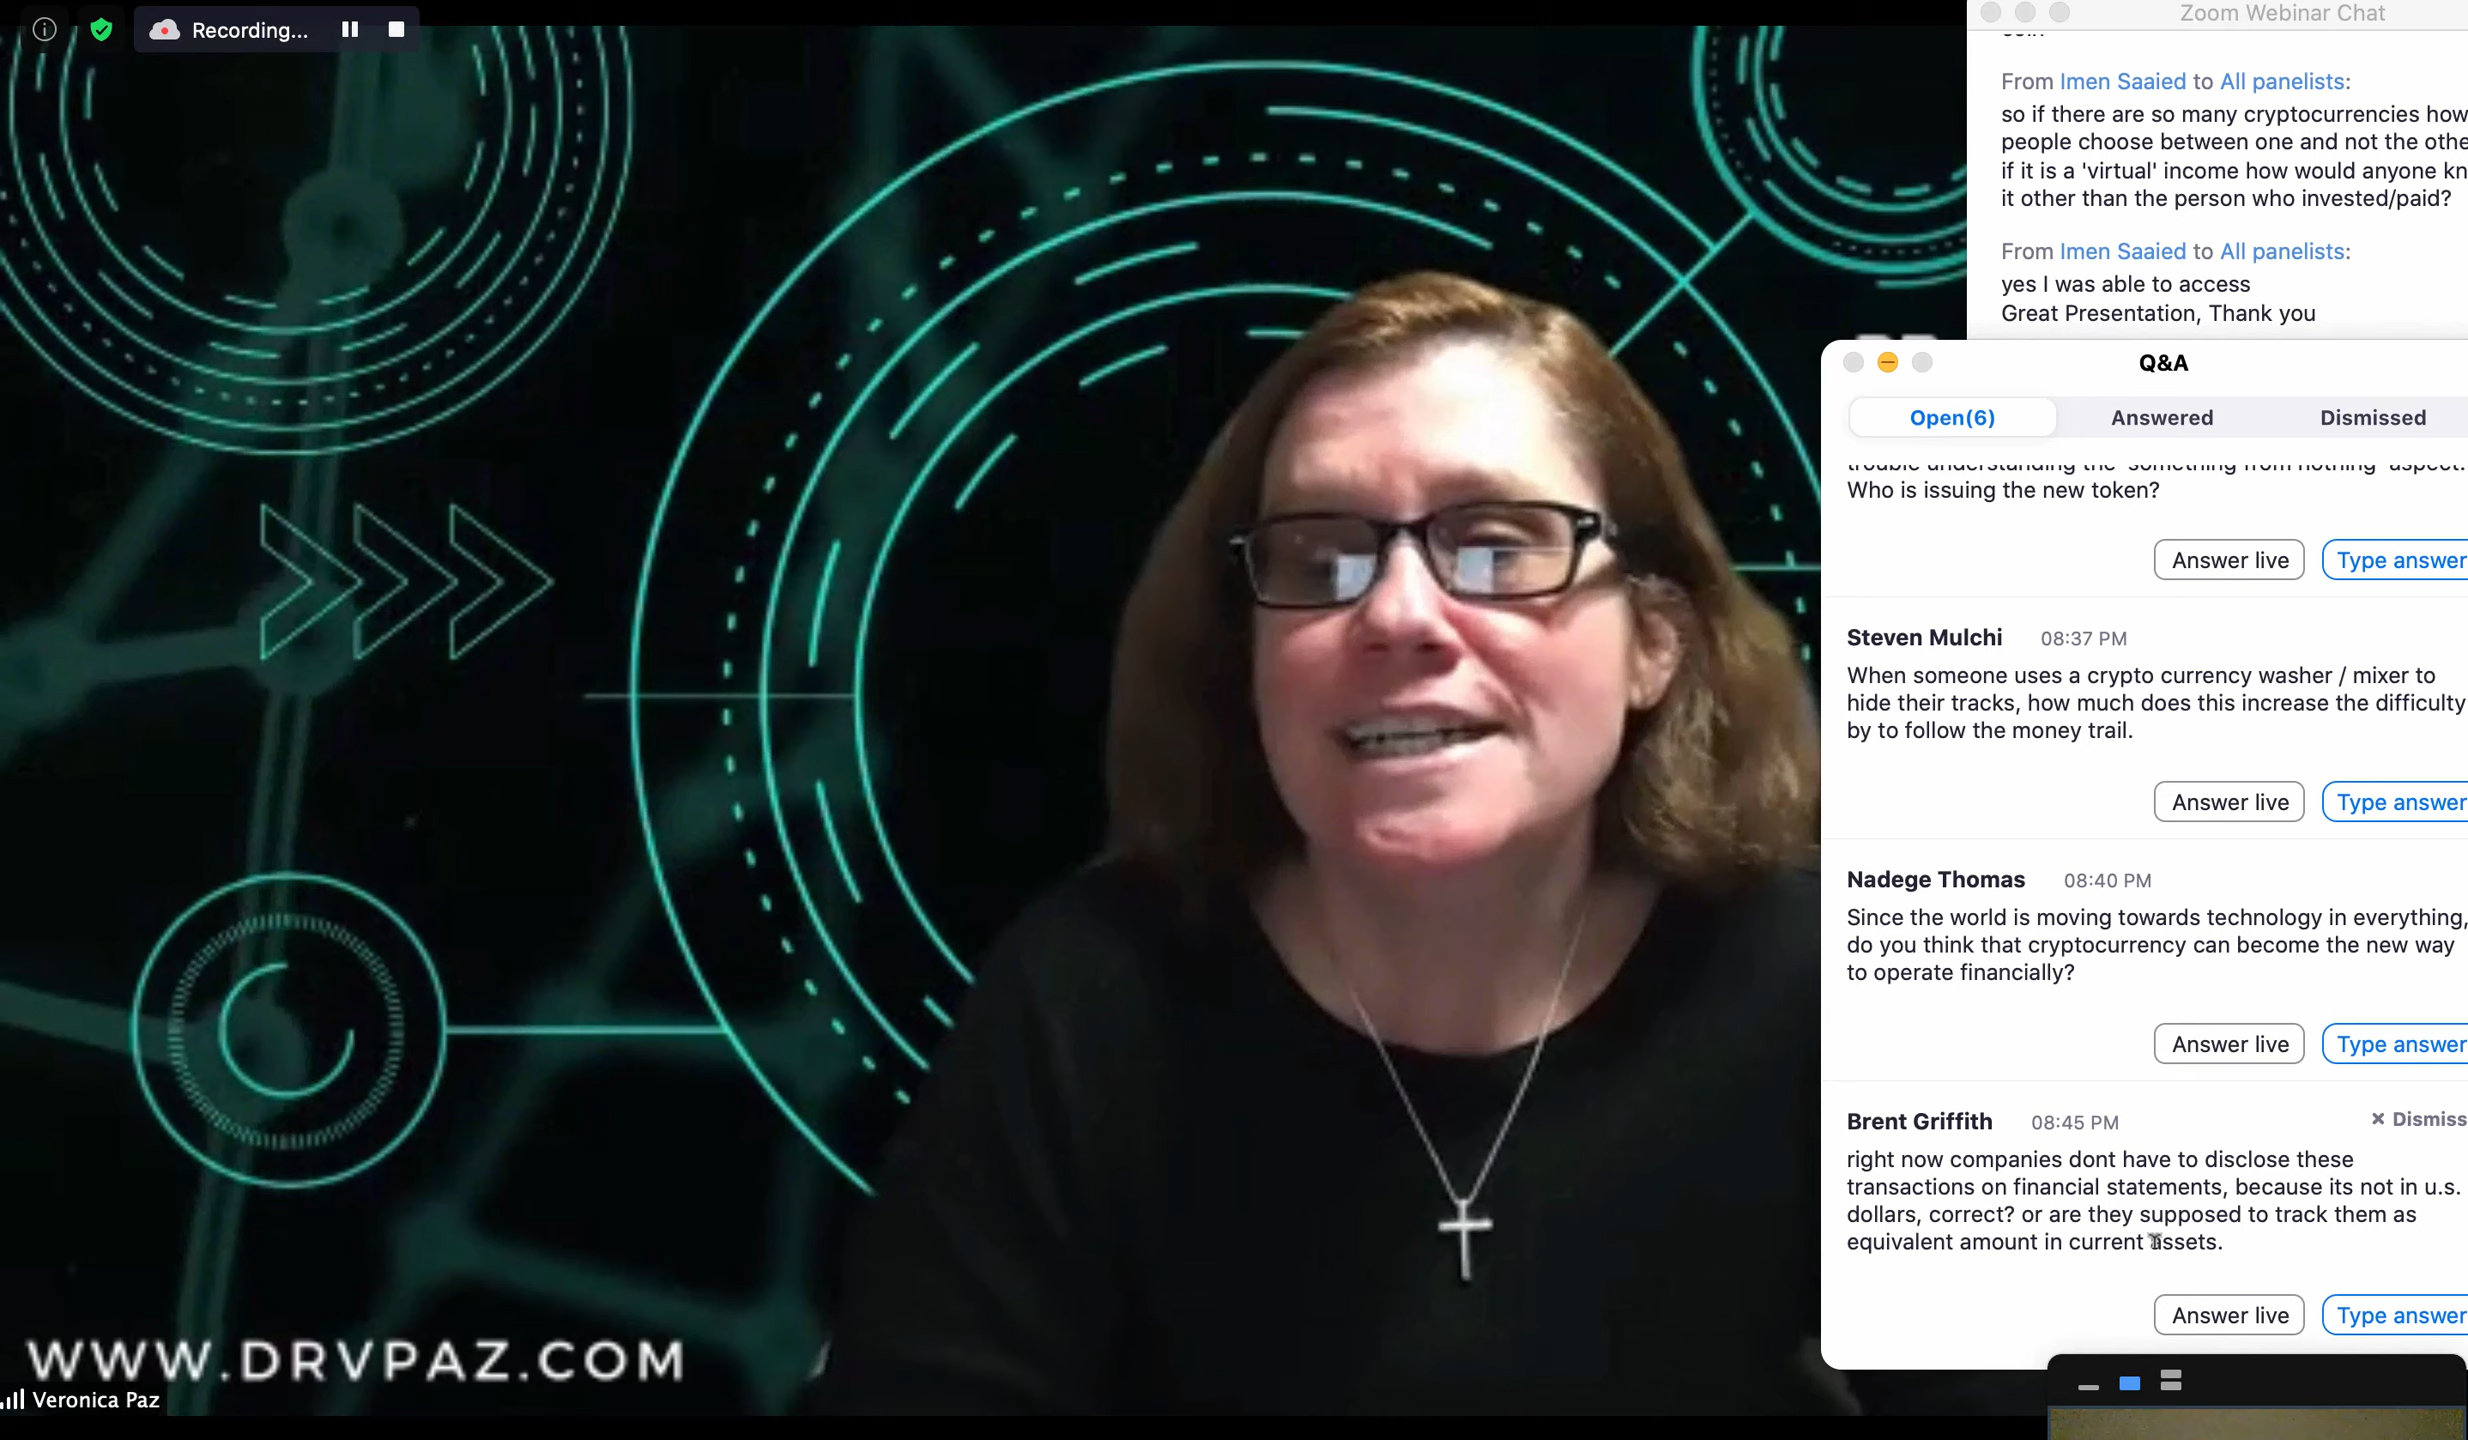 Recording...
Zoom Webinar Chat
From Imen Saaied to All panelists:
so if there are so many cryptocurrencies how
people choose between one and not the othe
if it is a 'virtual' income how would anyone kn
it other than the person who invested/paid?
From Imen Saaied to All panelists:
yes I was able to access
Great Presentation, Thank you
Q&A
Open(6) Answered Dismissed
trouble understanding the 'something from nothing' aspect.
Who is issuing the new token?
Answer live Type answer
Steven Mulchi 08:37 PM
When someone uses a crypto currency washer / mixer to
hide their tracks, how much does this increase the difficulty
by to follow the money trail.
Answer live Type answer
Nadege Thomas 08:40 PM
Since the world is moving towards technology in everything,
do you think that cryptocurrency can become the new way
to operate financially?
Answer live Type answer
Brent Griffith 08:45 PM × Dismiss
right now companies dont have to disclose these
transactions on financial statements, because its not in u.s.
dollars, correct? or are they supposed to track them as
equivalent amount in current assets.
Answer live Type answer
WWW.DRVPAZ.COM
Veronica Paz